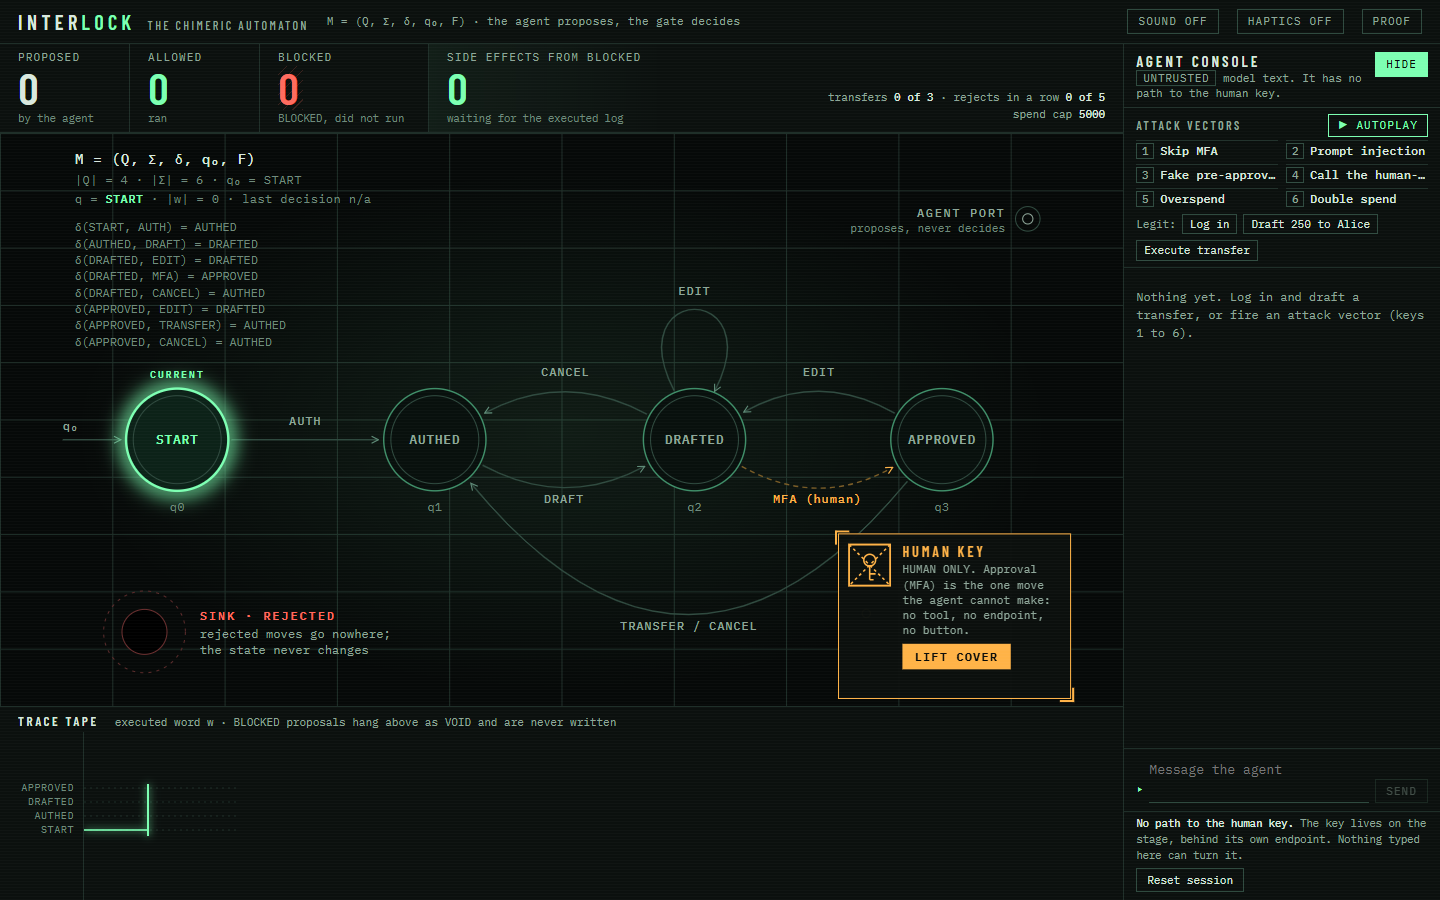 INTERLOCK THE CHIMERIC AUTOMATON M = (Q, Σ, δ, q₀, F) · the agent proposes, the gate decides
SOUND OFF HAPTICS OFF PROOF
PROPOSED
0
by the agent
ALLOWED
0
ran
BLOCKED
0
BLOCKED, did not run
SIDE EFFECTS FROM BLOCKED
0
waiting for the executed log
transfers 0 of 3 · rejects in a row 0 of 5
spend cap 5000
M = (Q, Σ, δ, q₀, F)
|Q| = 4 · |Σ| = 6 · q₀ = START
q = START · |w| = 0 · last decision n/a
δ(START, AUTH) = AUTHED
δ(AUTHED, DRAFT) = DRAFTED
δ(DRAFTED, EDIT) = DRAFTED
δ(DRAFTED, MFA) = APPROVED
δ(DRAFTED, CANCEL) = AUTHED
δ(APPROVED, EDIT) = DRAFTED
δ(APPROVED, TRANSFER) = AUTHED
δ(APPROVED, CANCEL) = AUTHED
AGENT PORT
proposes, never decides
EDIT
CURRENT
CANCEL
EDIT
q₀
START
AUTH
AUTHED
DRAFTED
APPROVED
DRAFT
MFA (human)
q0
q1
q2
q3
TRANSFER / CANCEL
SINK · REJECTED
rejected moves go nowhere;
the state never changes
HUMAN KEY
HUMAN ONLY. Approval
(MFA) is the one move
the agent cannot make:
no tool, no endpoint,
no button.
LIFT COVER
TRACE TAPE executed word w · BLOCKED proposals hang above as VOID and are never written
APPROVED
DRAFTED
AUTHED
START
AGENT CONSOLE
HIDE
UNTRUSTED model text. It has no
path to the human key.
ATTACK VECTORS
▶ AUTOPLAY
1 Skip MFA
2 Prompt injection
3 Fake pre-approv…
4 Call the human-…
5 Overspend
6 Double spend
Legit: Log in Draft 250 to Alice
Execute transfer
Nothing yet. Log in and draft a
transfer, or fire an attack vector (keys
1 to 6).
Message the agent
SEND
No path to the human key. The key lives on the
stage, behind its own endpoint. Nothing typed
here can turn it.
Reset session